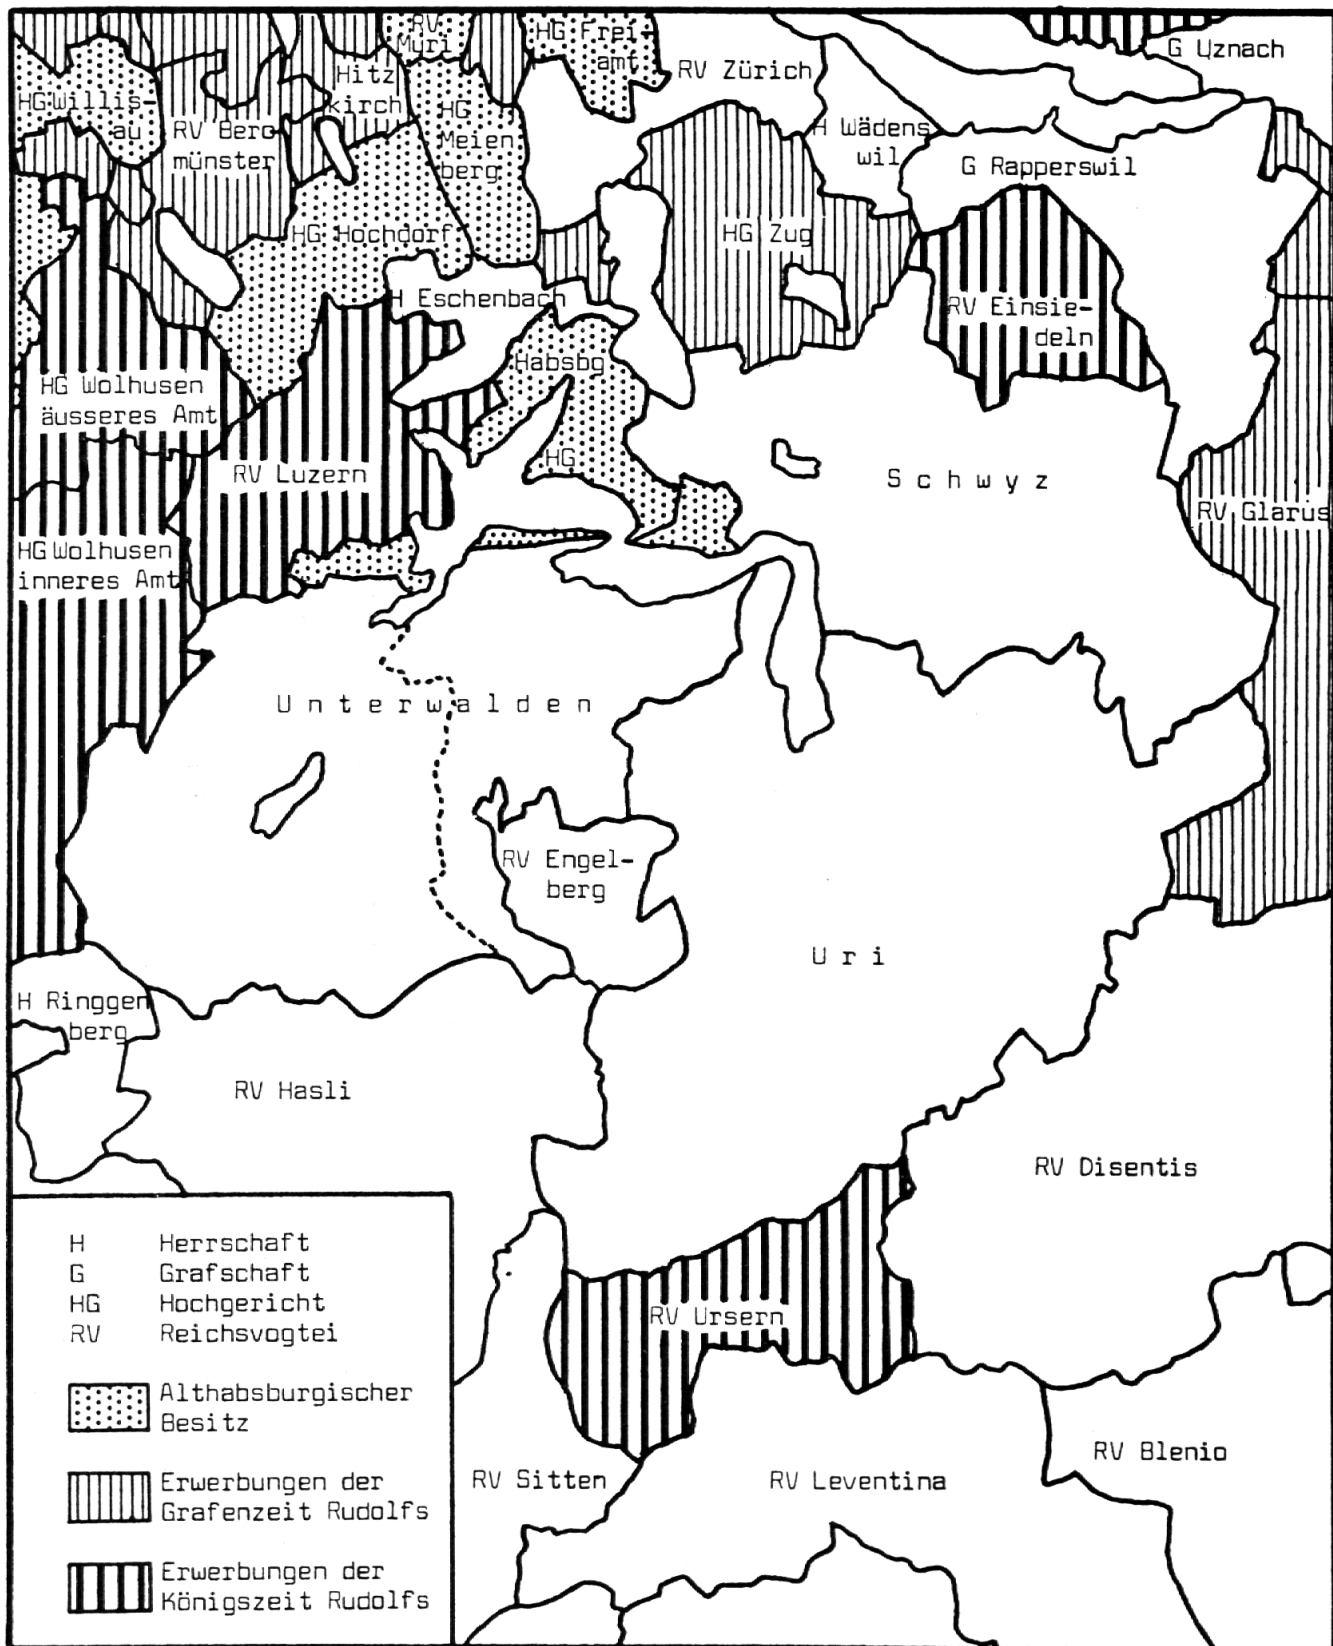 RV
Muri
HG Frei-
amt
G Uznach
RV Zürich
Hitz
kirch
HG Willis-
au
RV Bero
münster
HG
Meien
berg
H Wädens
wil
G Rapperswil
HG Hochdorf
HG Zug
H Eschenbach
RV Einsie-
deln
Habsbg
HG
HG Wolhusen
äusseres Amt
RV Luzern
Schwyz
RV Glarus
HG Wolhusen
inneres Amt
Unterwalden
RV Engel-
berg
Uri
H Ringgen
berg
RV Hasli
RV Disentis
RV Ursern
RV Sitten
RV Leventina
RV Blenio
H Herrschaft
G Grafschaft
HG Hochgericht
RV Reichsvogtei
Althabsburgischer
Besitz
Erwerbungen der
Grafenzeit Rudolfs
Erwerbungen der
Königszeit Rudolfs